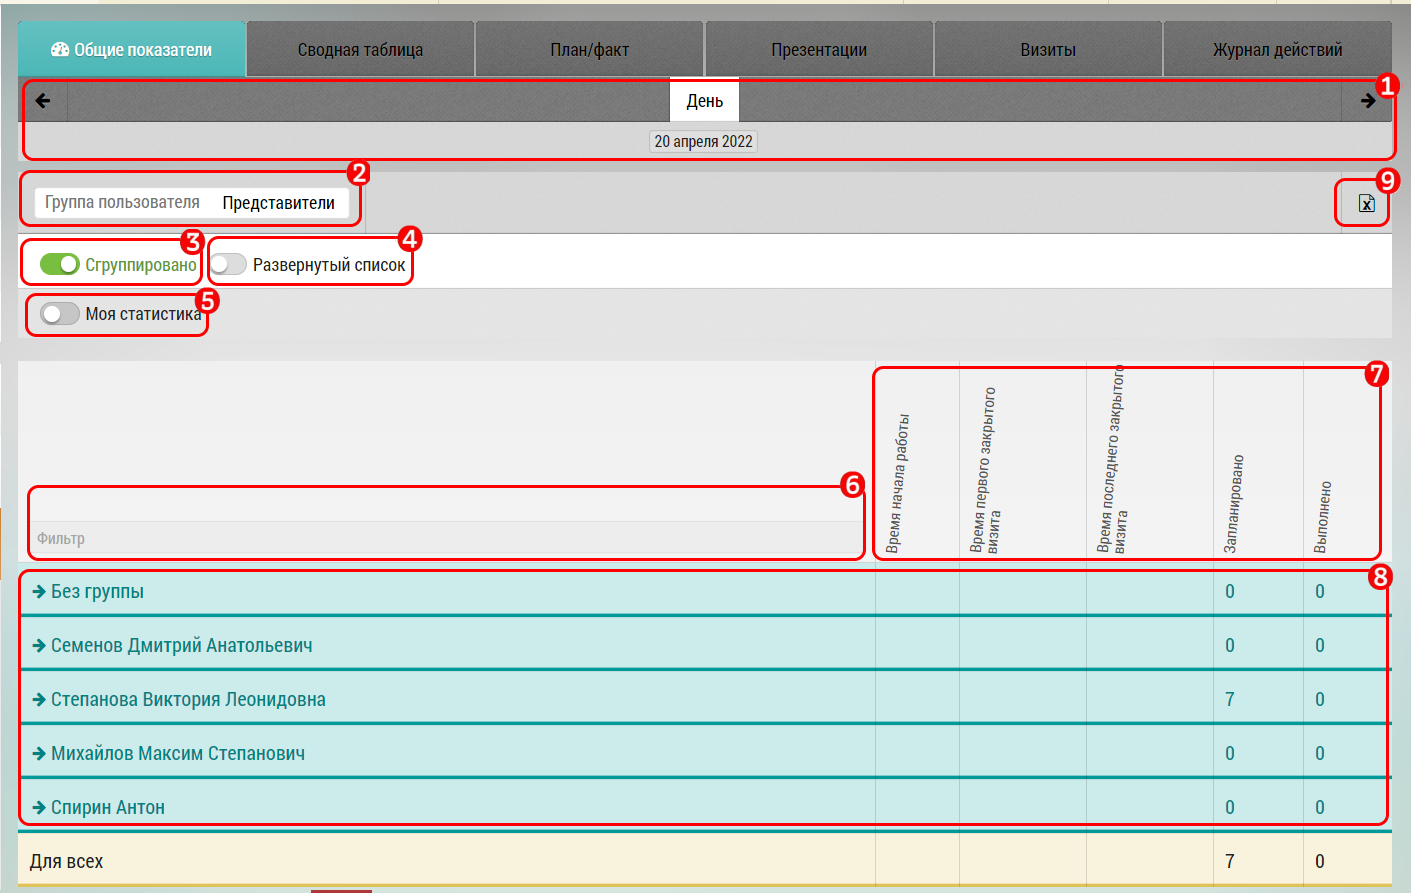 Общие показатели
Сводная таблица
План/факт
Презентации
Визиты
Журнал действий
1
День
20 апреля 2022
2
9
Группа пользователя Представители
3
4
Сгруппировано
Развернутый список
5
Моя статистика
7
Время начала работы
Время первого закрытого
визита
Время последнего закрытого
визита
Запланировано
Выполнено
6
Фильтр
8
Без группы 0 0
Семенов Дмитрий Анатольевич 0 0
Степанова Виктория Леонидовна 7 0
Михайлов Максим Степанович 0 0
Спирин Антон 0 0
Для всех 7 0